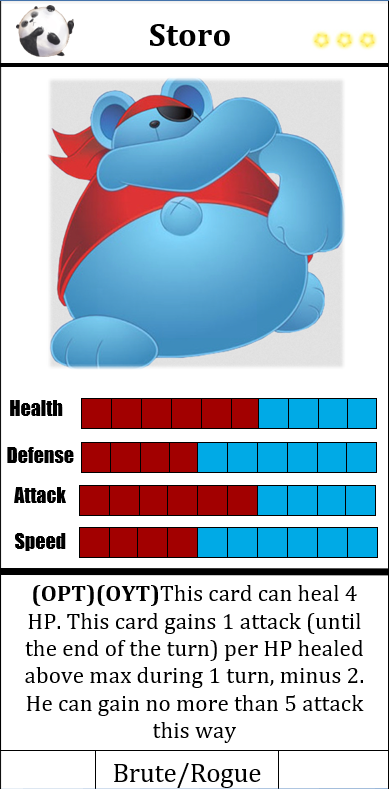 Storo
Health
Defense
Attack
Speed
(OPT)(OYT)This card can heal 4
HP. This card gains 1 attack (until
the end of the turn) per HP healed
above max during 1 turn, minus 2.
He can gain no more than 5 attack
this way
Brute/Rogue